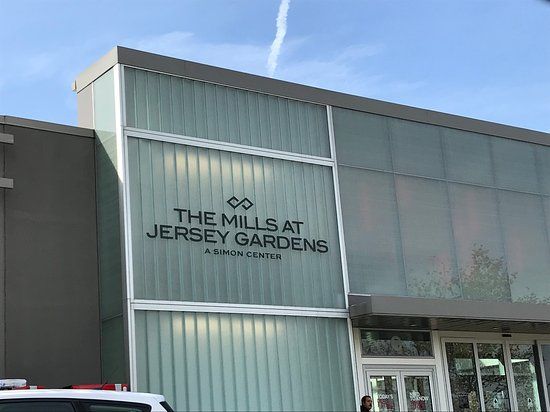 THE MILLS AT
JERSEY GARDENS
A SIMON CENTER